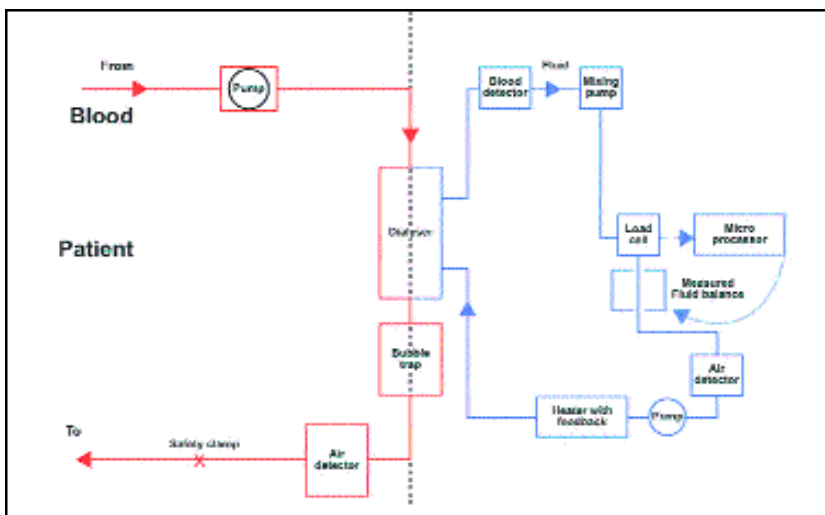 From
Pump
Blood
Blood
detector
Fluid
Mixing
pump
Patient
Dialyser
Load
cell
Micro
processor
Measured
Fluid balance
Bubble
trap
Air
detector
Heater with
feedback
Pump
To
Safety clamp
Air
detector